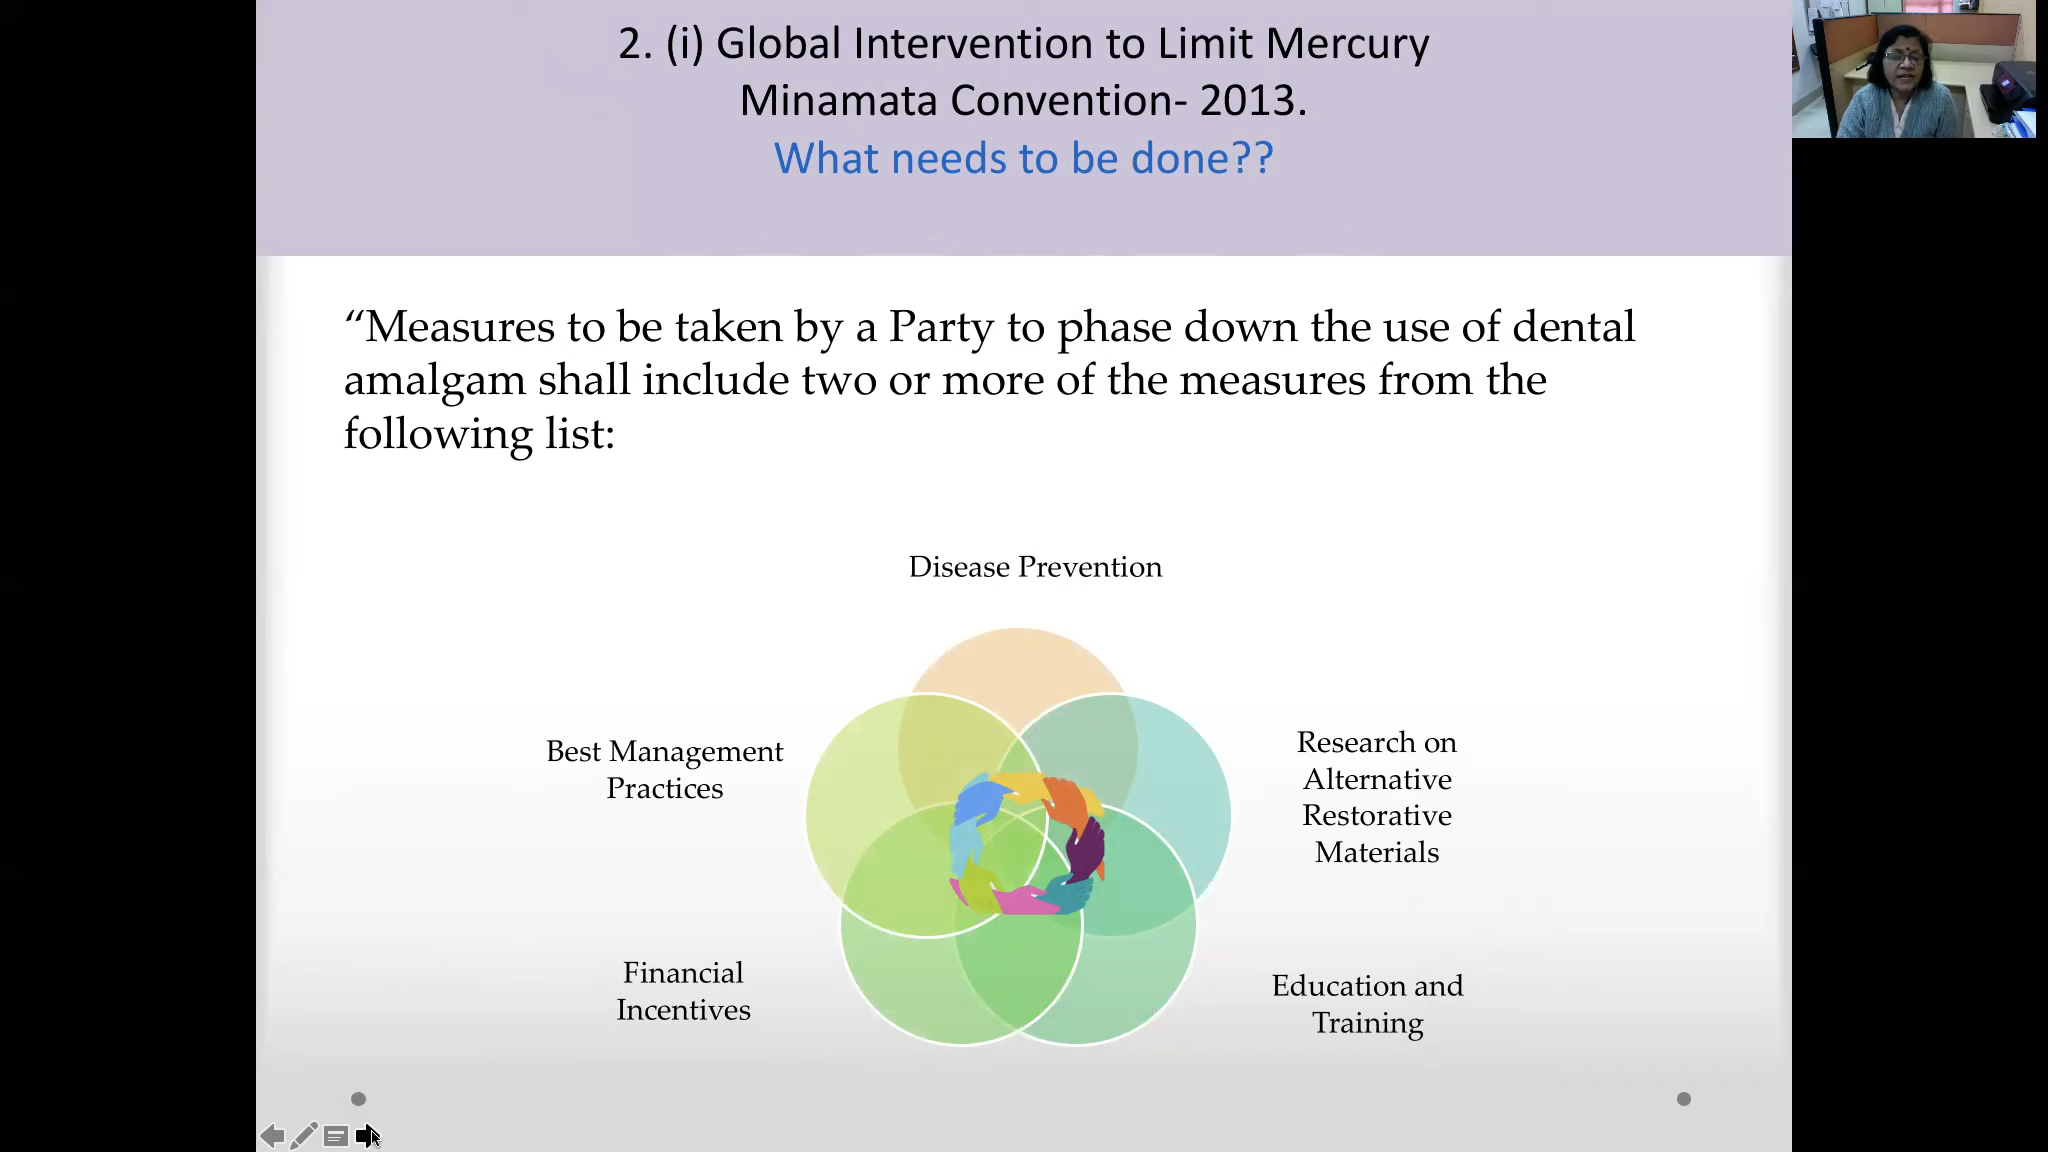 2. (i) Global Intervention to Limit Mercury
Minamata Convention- 2013.
What needs to be done??
“Measures to be taken by a Party to phase down the use of dental
amalgam shall include two or more of the measures from the
following list:
Disease Prevention
Best Management
Practices
Research on
Alternative
Restorative
Materials
Financial
Incentives
Education and
Training